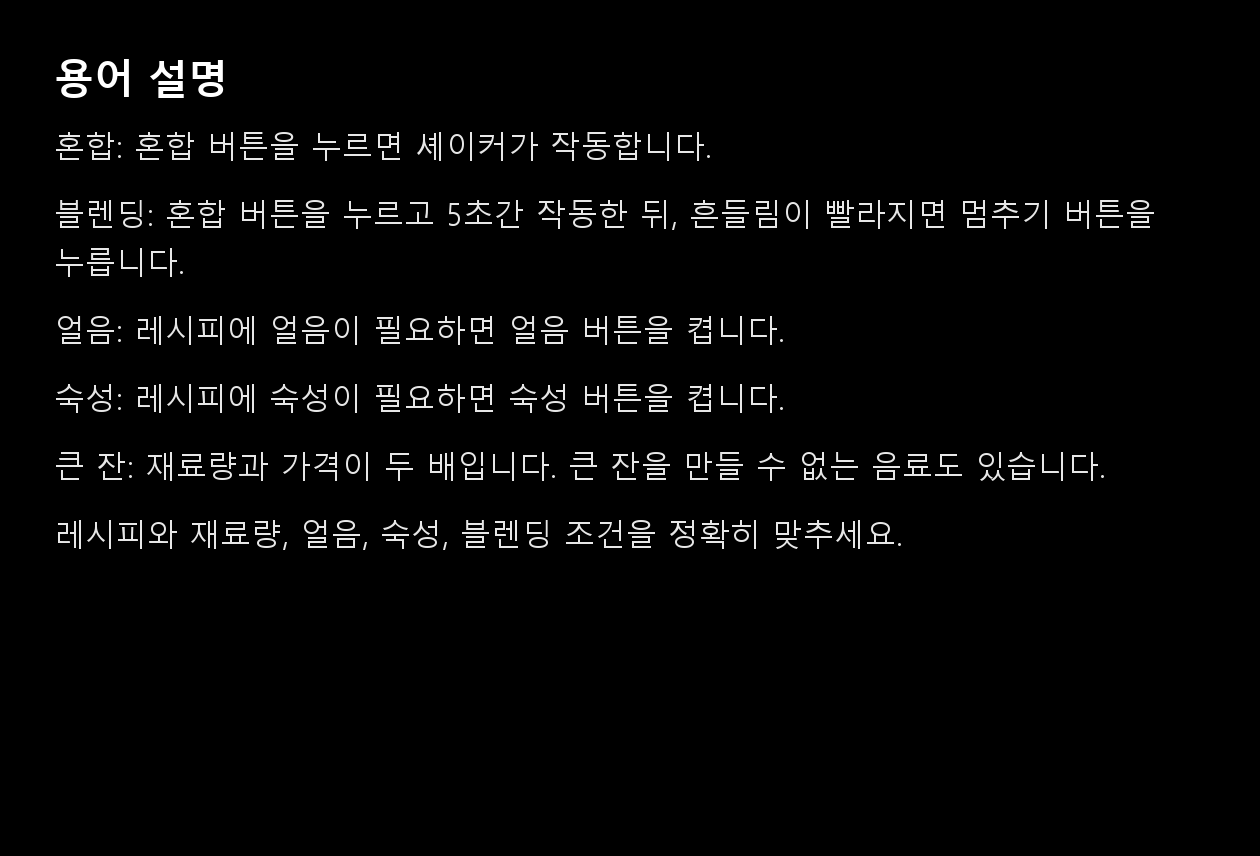 용어 설명
혼합: 혼합 버튼을 누르면 셰이커가 작동합니다.
블렌딩: 혼합 버튼을 누르고 5초간 작동한 뒤, 흔들림이 빨라지면 멈추기 버튼을
누릅니다.
얼음: 레시피에 얼음이 필요하면 얼음 버튼을 켭니다.
숙성: 레시피에 숙성이 필요하면 숙성 버튼을 켭니다.
큰 잔: 재료량과 가격이 두 배입니다. 큰 잔을 만들 수 없는 음료도 있습니다.
레시피와 재료량, 얼음, 숙성, 블렌딩 조건을 정확히 맞추세요.